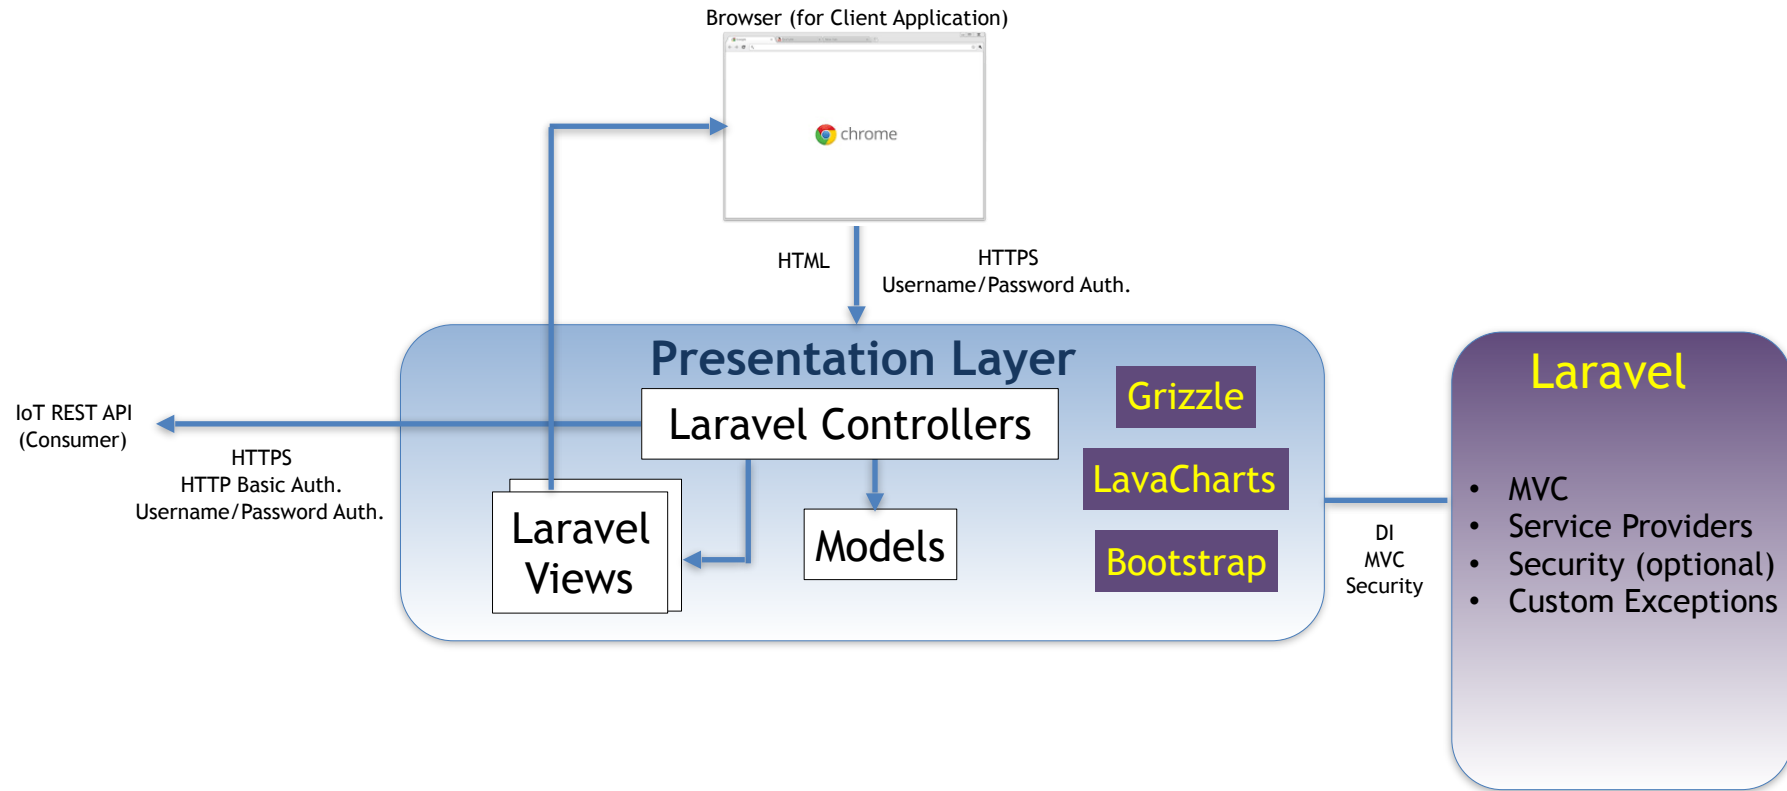 Browser (for Client Application)
chrome
HTML
HTTPS
Username/Password Auth.
Presentation Layer
Laravel Controllers
Grizzle
LavaCharts
Bootstrap
Laravel
Views
Models
IoT REST API
(Consumer)
HTTPS
HTTP Basic Auth.
Username/Password Auth.
DI
MVC
Security
Laravel
• MVC
• Service Providers
• Security (optional)
• Custom Exceptions